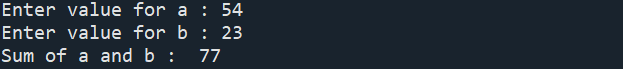 Enter value for a : 54
Enter value for b : 23
Sum of a and b :  77